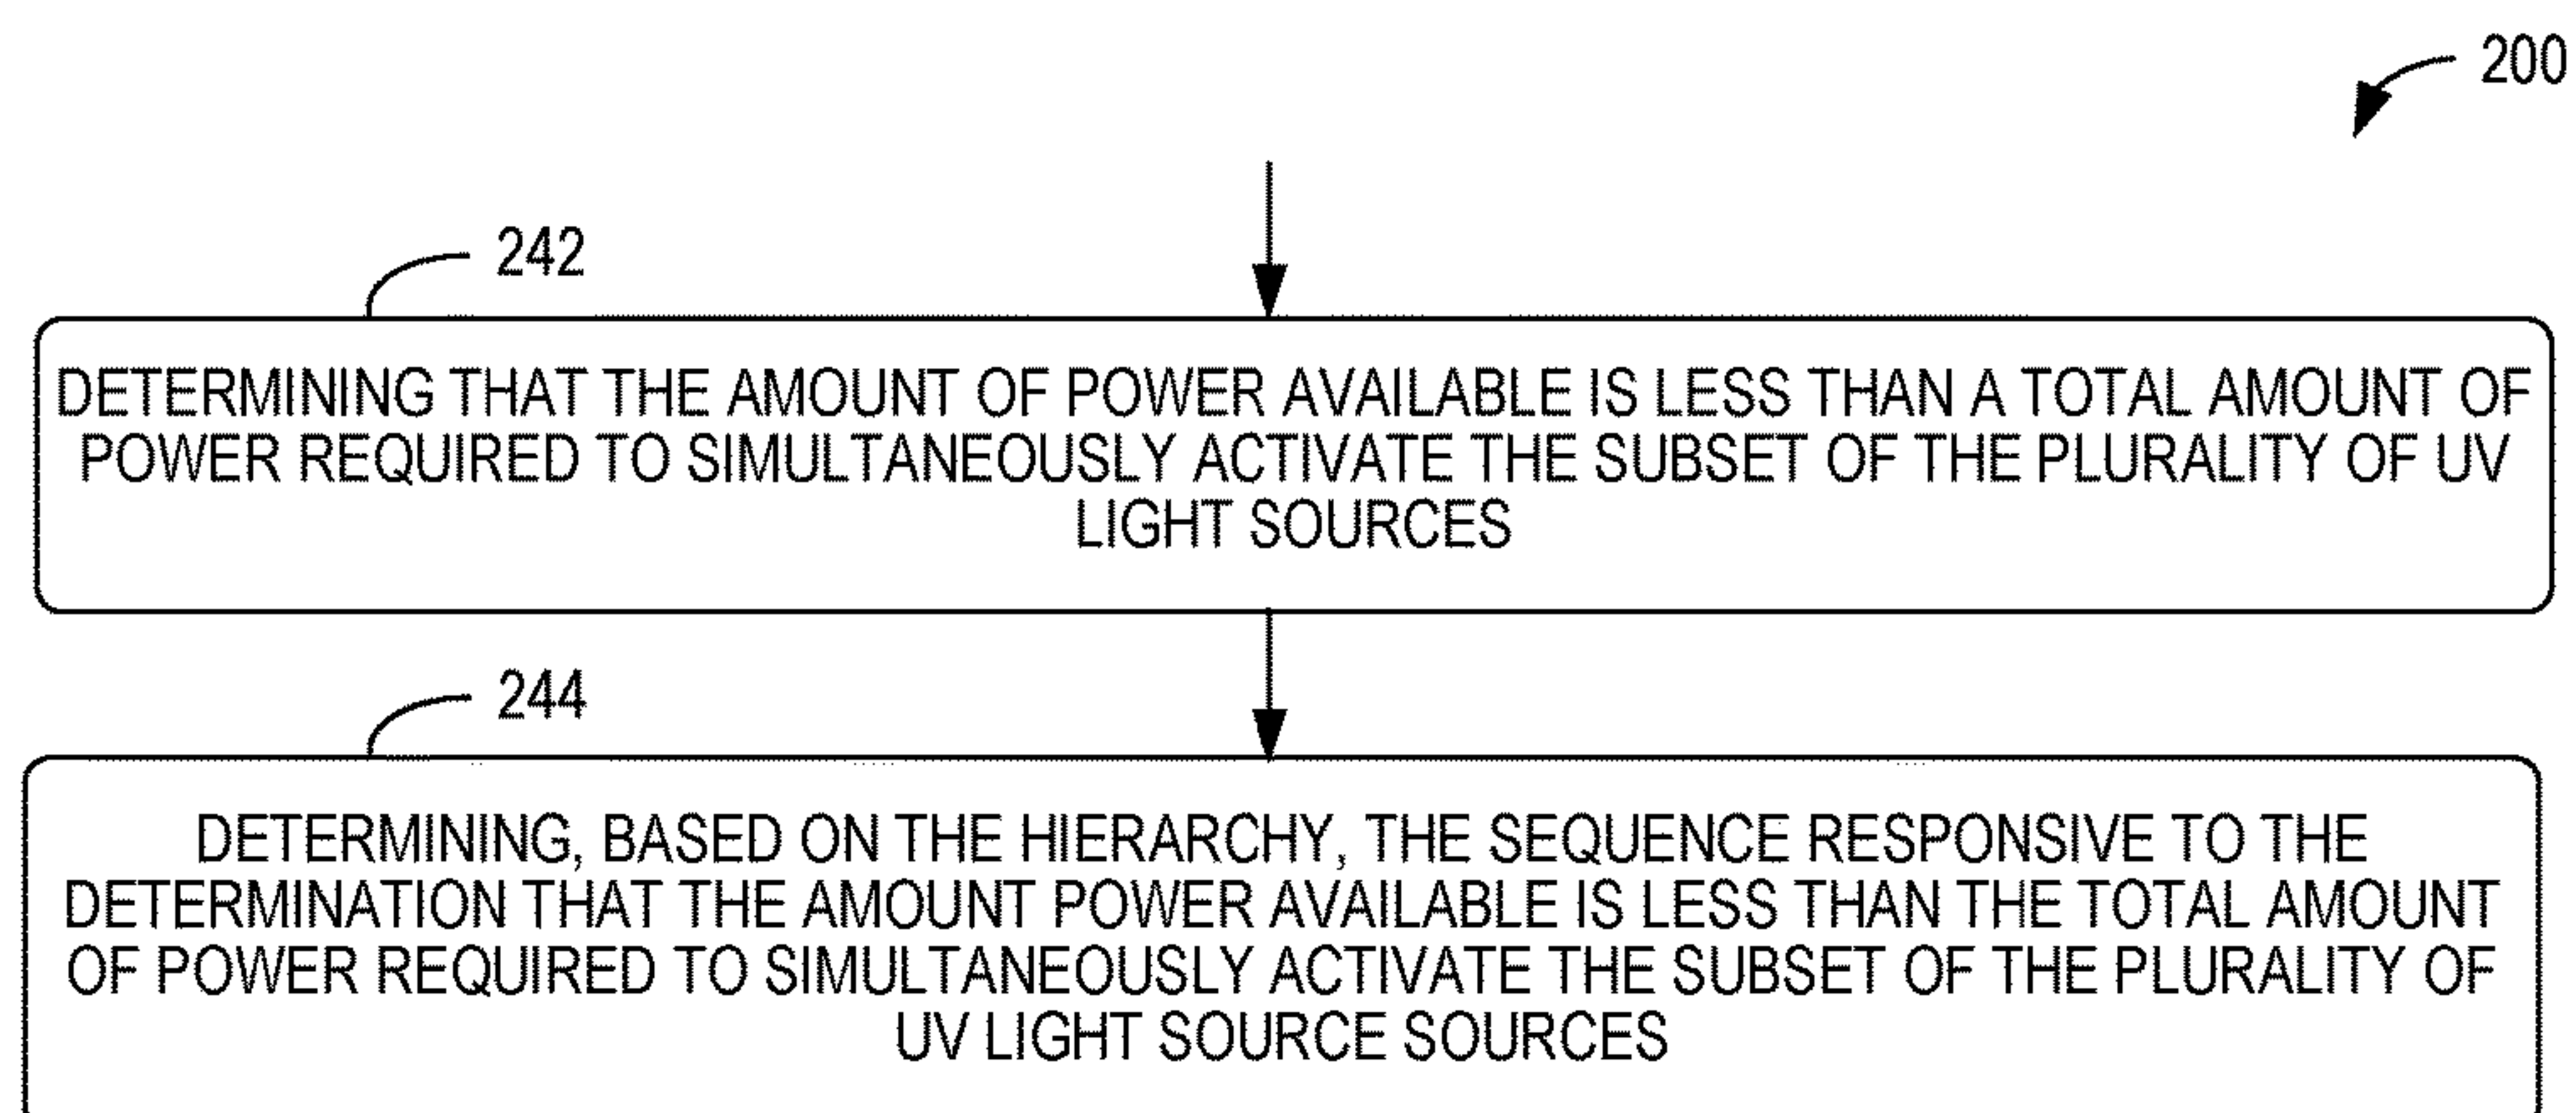 200
242
DETERMINING THAT THE AMOUNT OF POWER AVAILABLE IS LESS THAN A TOTAL AMOUNT OF
POWER REQUIRED TO SIMULTANEOUSLY ACTIVATE THE SUBSET OF THE PLURALITY OF UV
LIGHT SOURCES
244
DETERMINING, BASED ON THE HIERARCHY, THE SEQUENCE RESPONSIVE TO THE
DETERMINATION THAT THE AMOUNT POWER AVAILABLE IS LESS THAN THE TOTAL AMOUNT
OF POWER REQUIRED TO SIMULTANEOUSLY ACTIVATE THE SUBSET OF THE PLURALITY OF
UV LIGHT SOURCE SOURCES